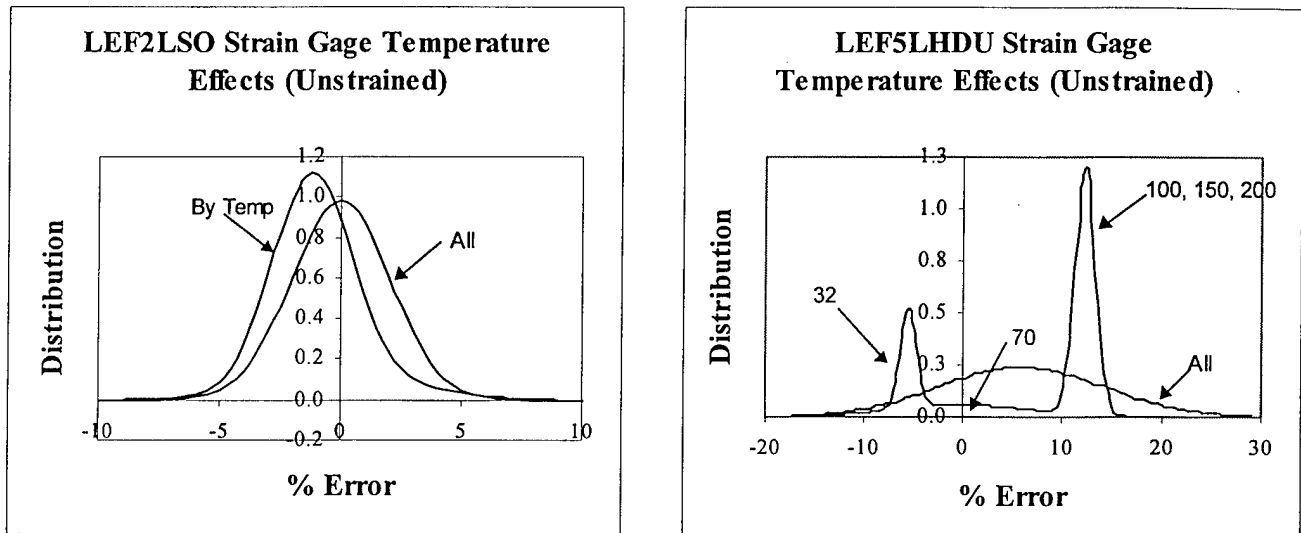 LEF2LSO Strain Gage Temperature
Effects (Unstrained)
Distribution
1.2
1.0
0.8
0.6
0.4
0.2
0.0
-0.2
By Temp
All
-10
-5
0
5
10
% Error
LEF5LHDU Strain Gage
Temperature Effects (Unstrained)
Distribution
1.3
1.0
0.8
0.5
0.3
0.0
100, 150, 200
32
70
All
-20
-10
0
10
20
30
% Error